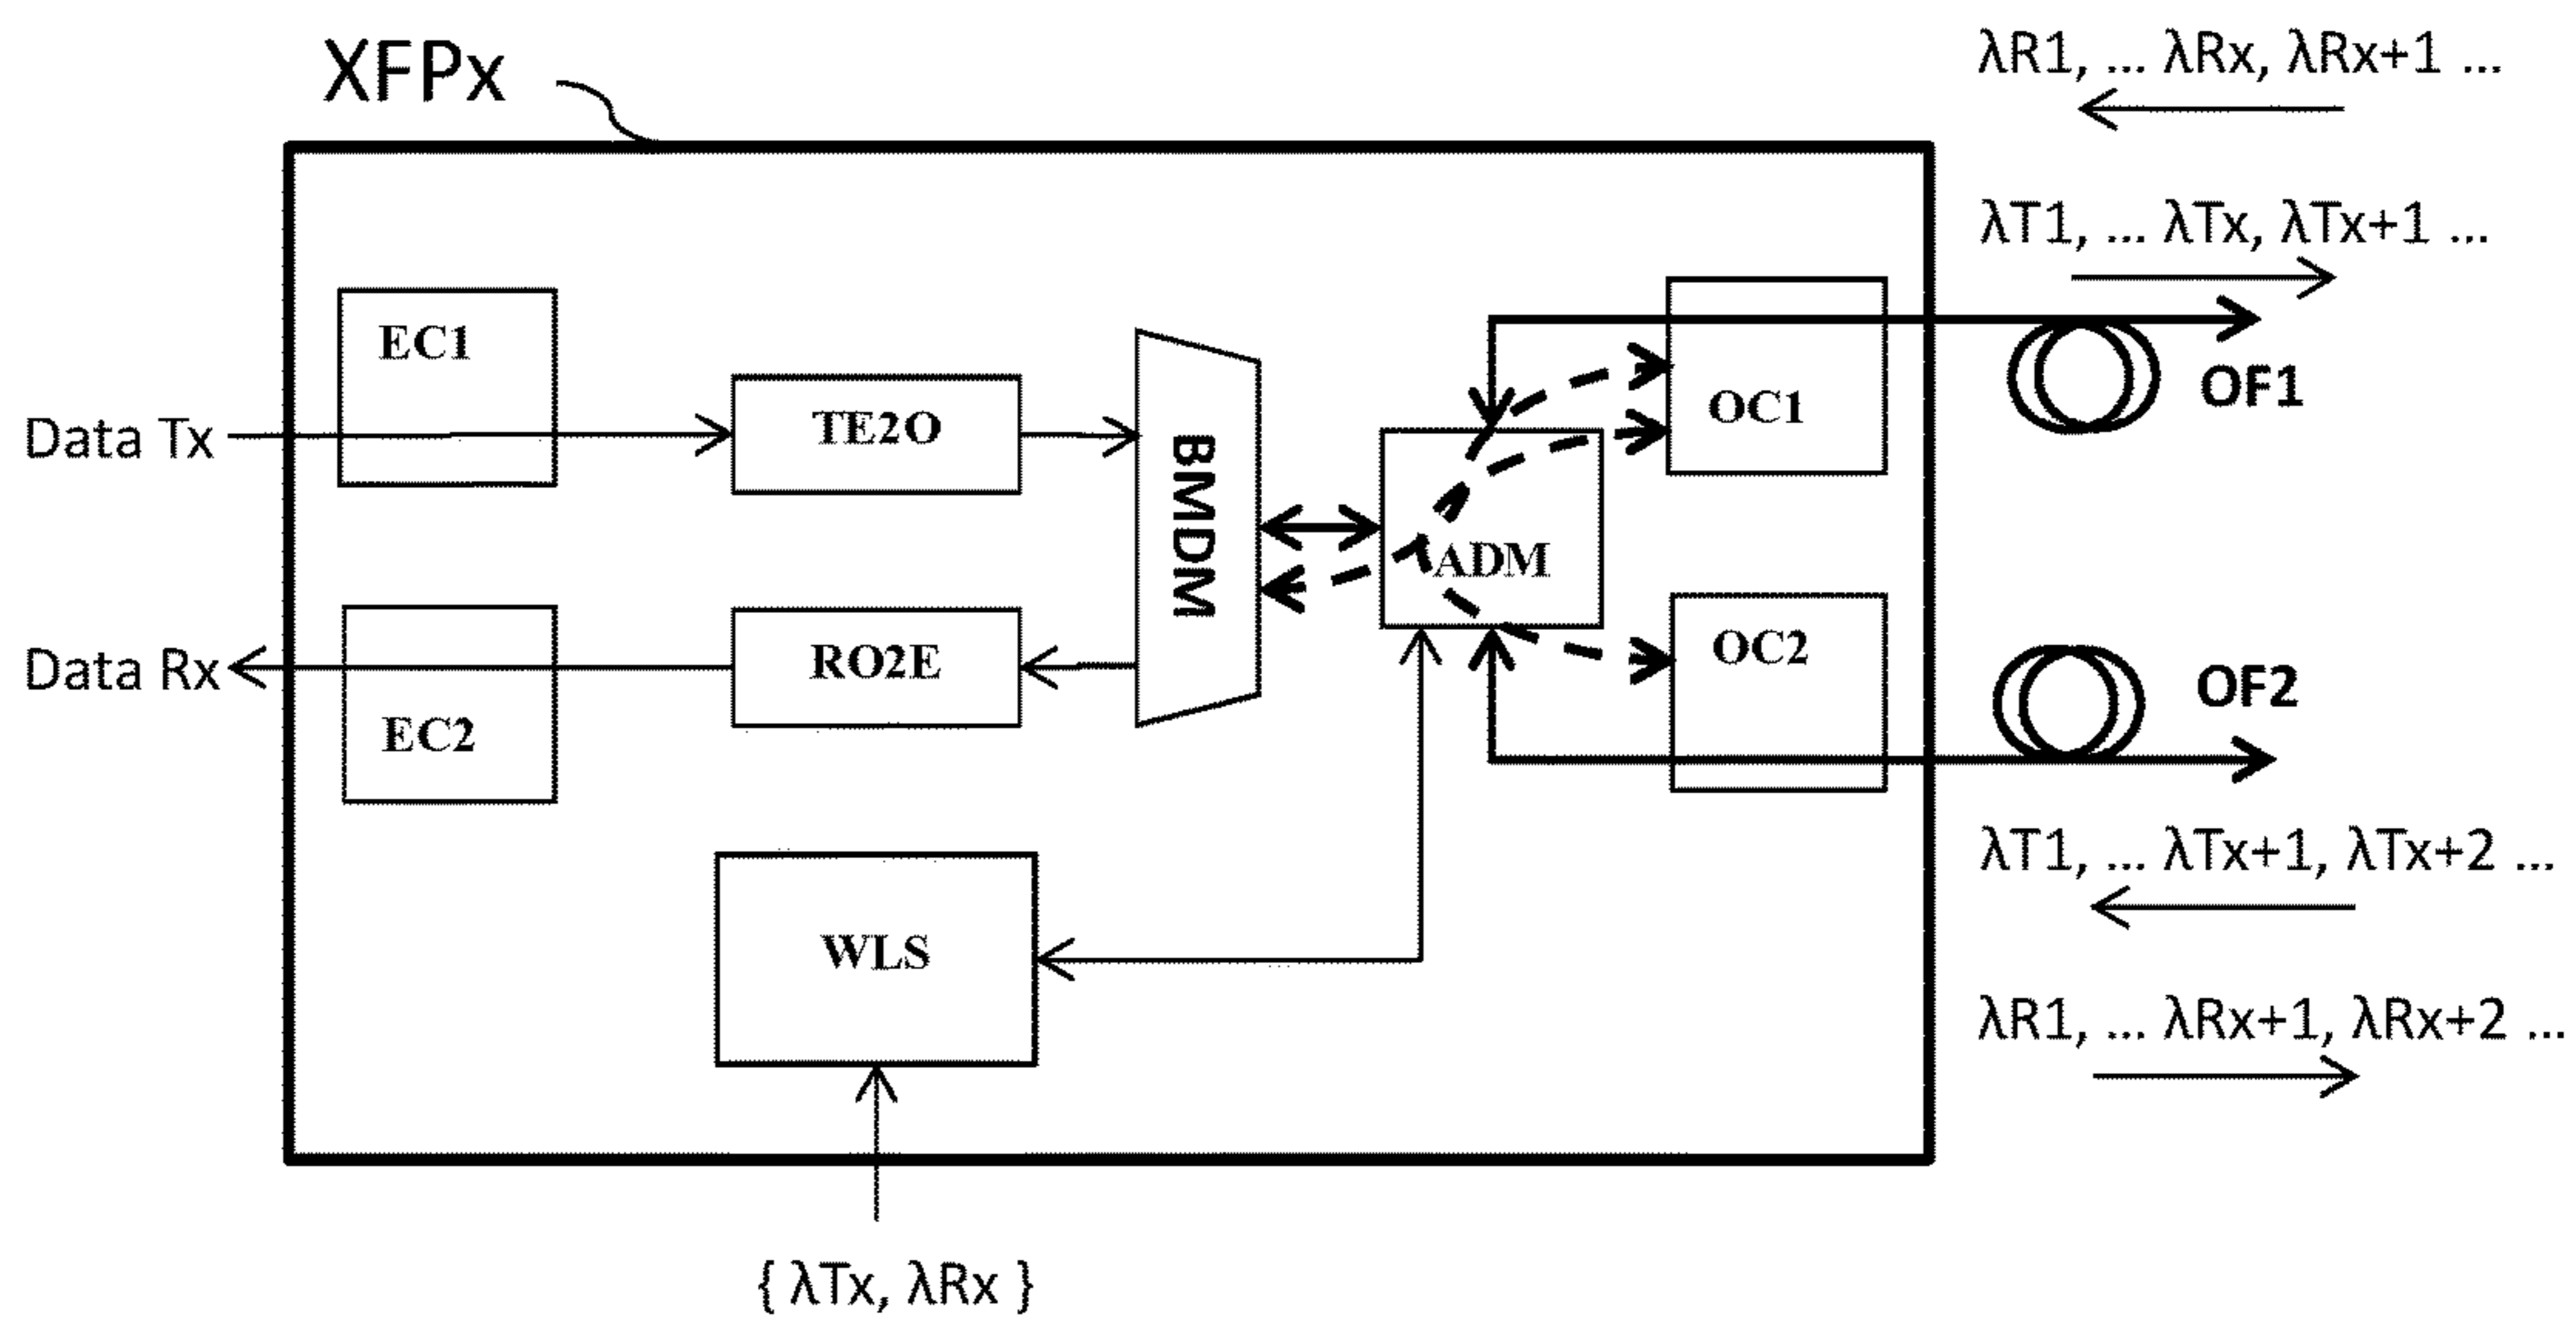 XFPx
λR1, ... λRx, λRx+1 ...
λT1, ... λTx, λTx+1 ...
EC1
Data Tx
TE2O
BMDM
ADM
OC1
OF1
Data Rx
EC2
RO2E
OC2
OF2
WLS
λT1, ... λTx+1, λTx+2 ...
λR1, ... λRx+1, λRx+2 ...
{ λTx, λRx }